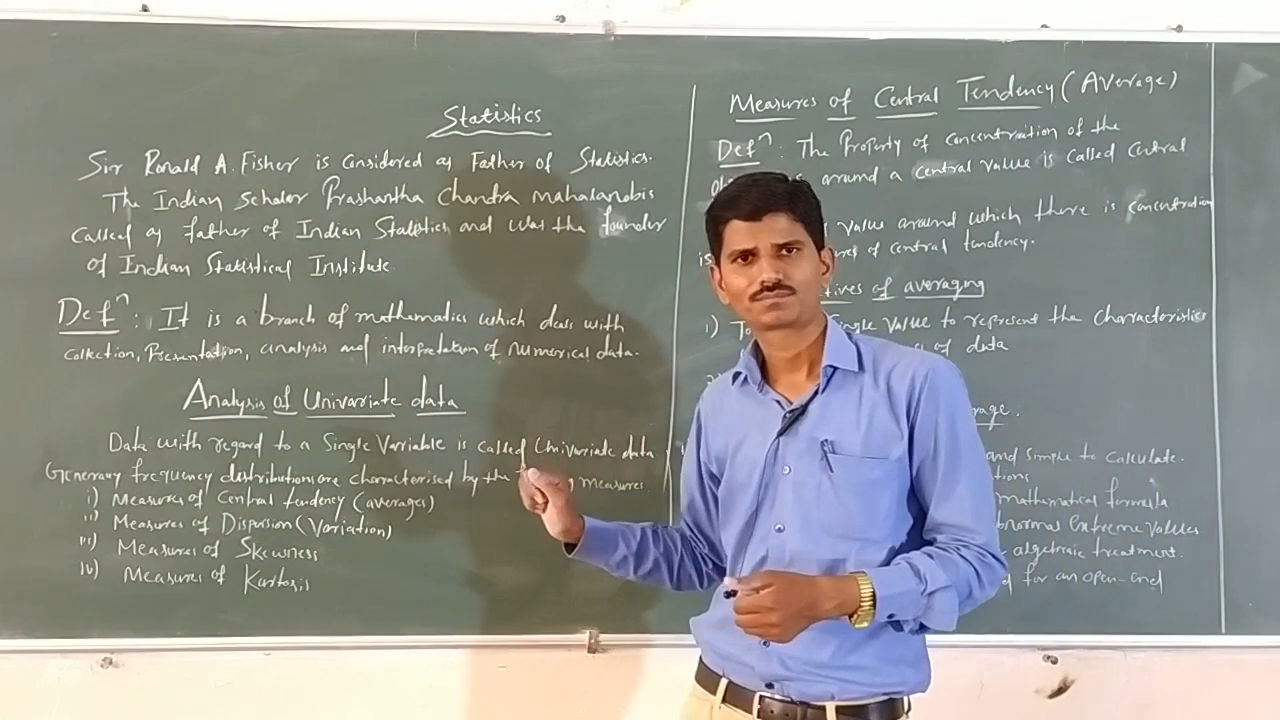 Statistics
Sir Ronald A. Fisher is Considered as Father of Statistics.
The Indian Scholar Prashantha Chandra mahalanobis
called as father of Indian Statistics and was the founder
of Indian Statistical Institute
Defⁿ: It is a branch of mathematics which deals with
collection, Presentation, analysis and interpretation of numerical data.
Analysis of Univariate data
Data with regard to a Single Variable is called Univariate data
frequency distributions are characterised by the measures
i) Measures of Central tendency (averages)
ii) Measures of Dispersion (Variation)
iii) Measures of Skewness
iv) Measures of Kurtosis
Measures of Central Tendency (Average)
Defⁿ: The Property of concentration of the
around a central value is called Central
value around which there is concentration
is of central tendency.
of averaging
1) Single Value to represent the characteristics
of data
and simple to calculate.
mathematical formula
Extreme values
algebraic treatment.
for an open-end